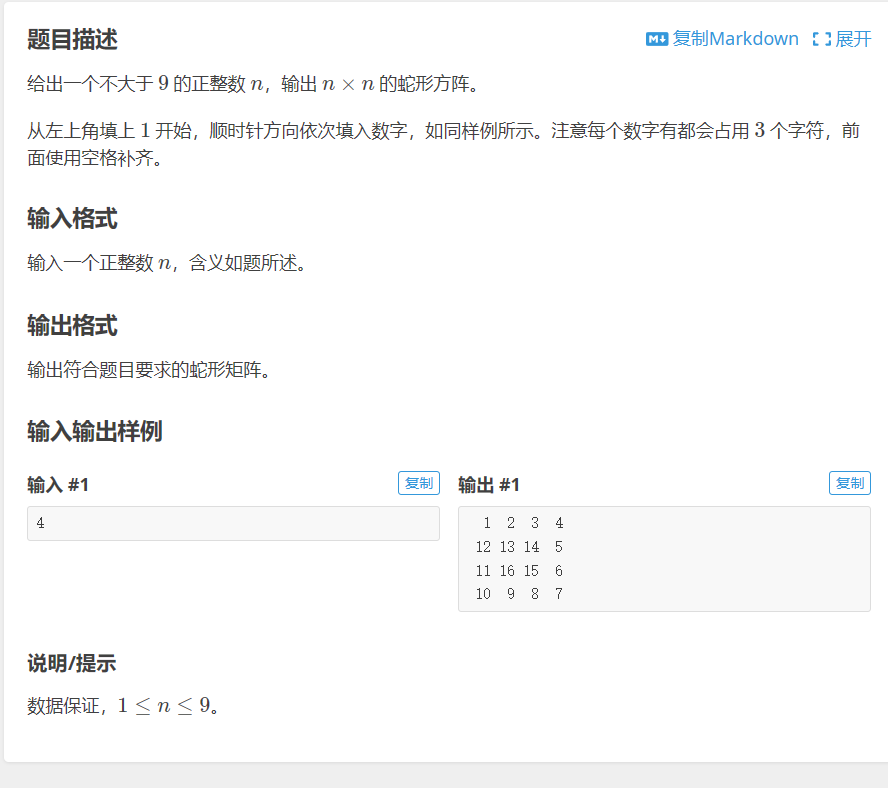 题目描述
复制Markdown 展开
给出一个不大于 9 的正整数 n，输出 n × n 的蛇形方阵。
从左上角填上 1 开始，顺时针方向依次填入数字，如同样例所示。注意每个数字有都会占用 3 个字符，前
面使用空格补齐。
输入格式
输入一个正整数 n，含义如题所述。
输出格式
输出符合题目要求的蛇形矩阵。
输入输出样例
输入 #1
复制
4
输出 #1
复制
  1  2  3  4
 12 13 14  5
 11 16 15  6
 10  9  8  7
说明/提示
数据保证，1 ≤ n ≤ 9。